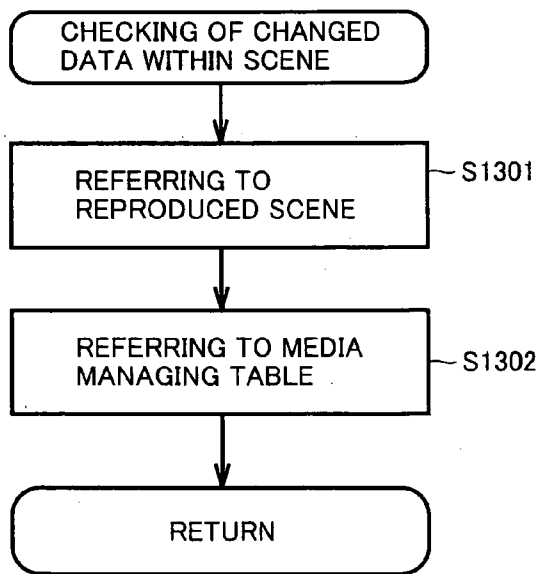 CHECKING OF CHANGED
DATA WITHIN SCENE
REFERRING TO
REPRODUCED SCENE
S1301
REFERRING TO MEDIA
MANAGING TABLE
S1302
RETURN